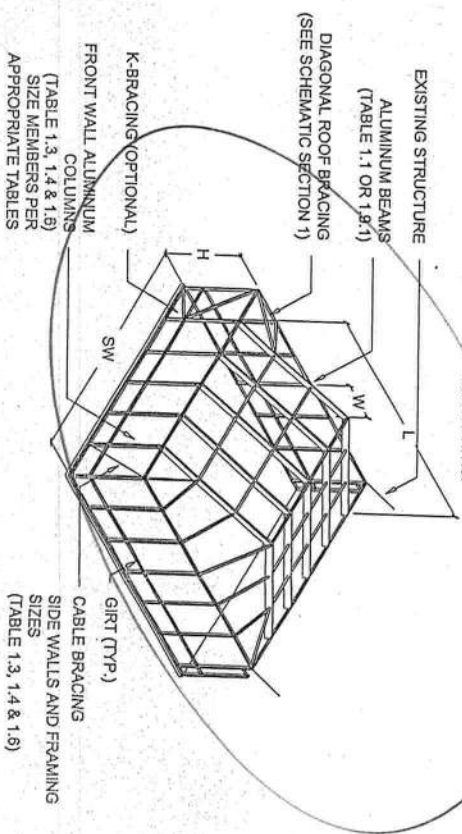 EXISTING STRUCTURE
ALUMINUM BEAMS
(TABLE 1.1 OR 1.9.1)
DIAGONAL ROOF BRACING
(SEE SCHEMATIC SECTION 1)
K-BRACING (OPTIONAL)
FRONT WALL ALUMINUM
COLUMNS
(TABLE 1.3, 1.4 & 1.6)
SIZE MEMBERS PER
APPROPRIATE TABLES
L
W
H
SW
GIRT (TYP.)
CABLE BRACING
SIDE WALLS AND FRAMING
SIZES
(TABLE 1.3, 1.4 & 1.6)